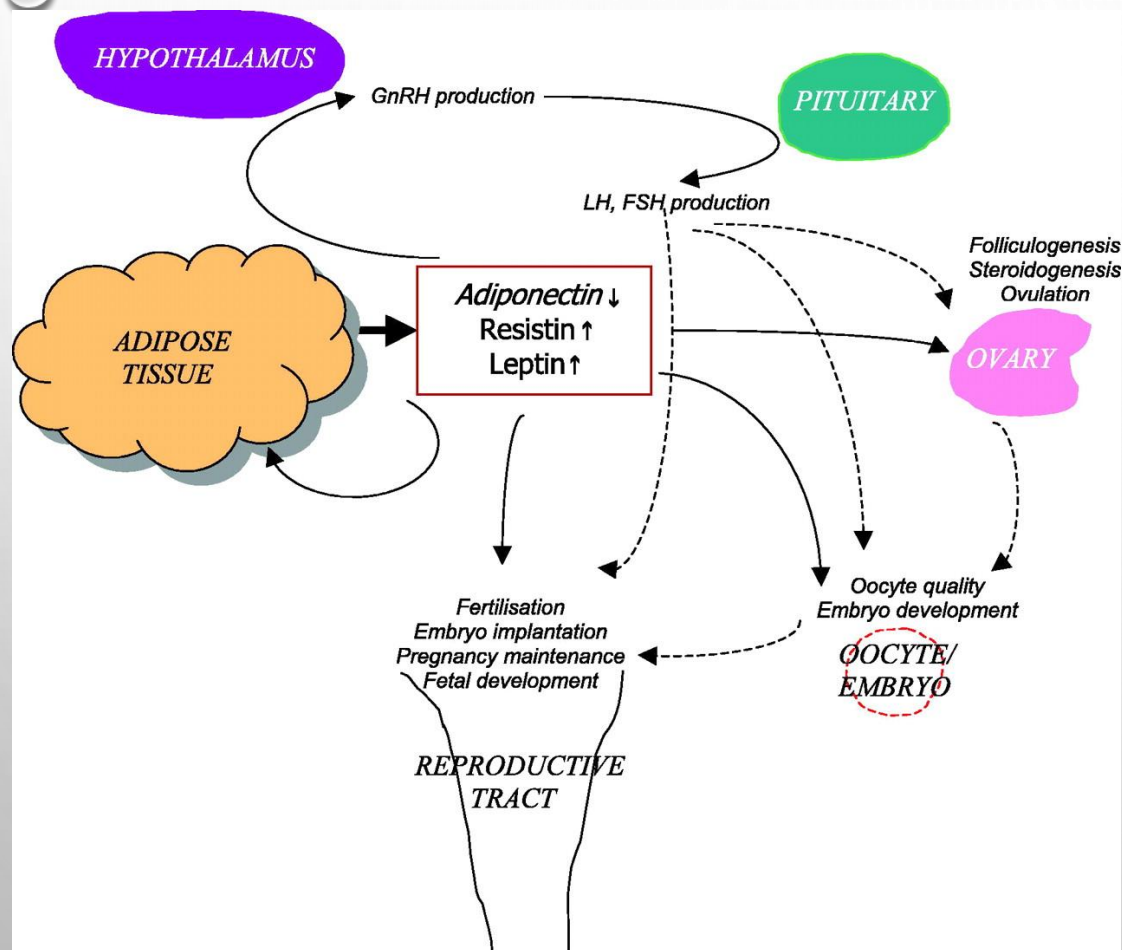 HYPOTHALAMUS
GnRH production
PITUITARY
LH, FSH production
Folliculogenesis
Steroidogenesis
Ovulation
Adiponectin ↓
Resistin ↑
Leptin ↑
ADIPOSE
TISSUE
OVARY
Oocyte quality
Embryo development
OOCYTE/
EMBRYO
Fertilisation
Embryo implantation
Pregnancy maintenance
Fetal development
REPRODUCTIVE
TRACT